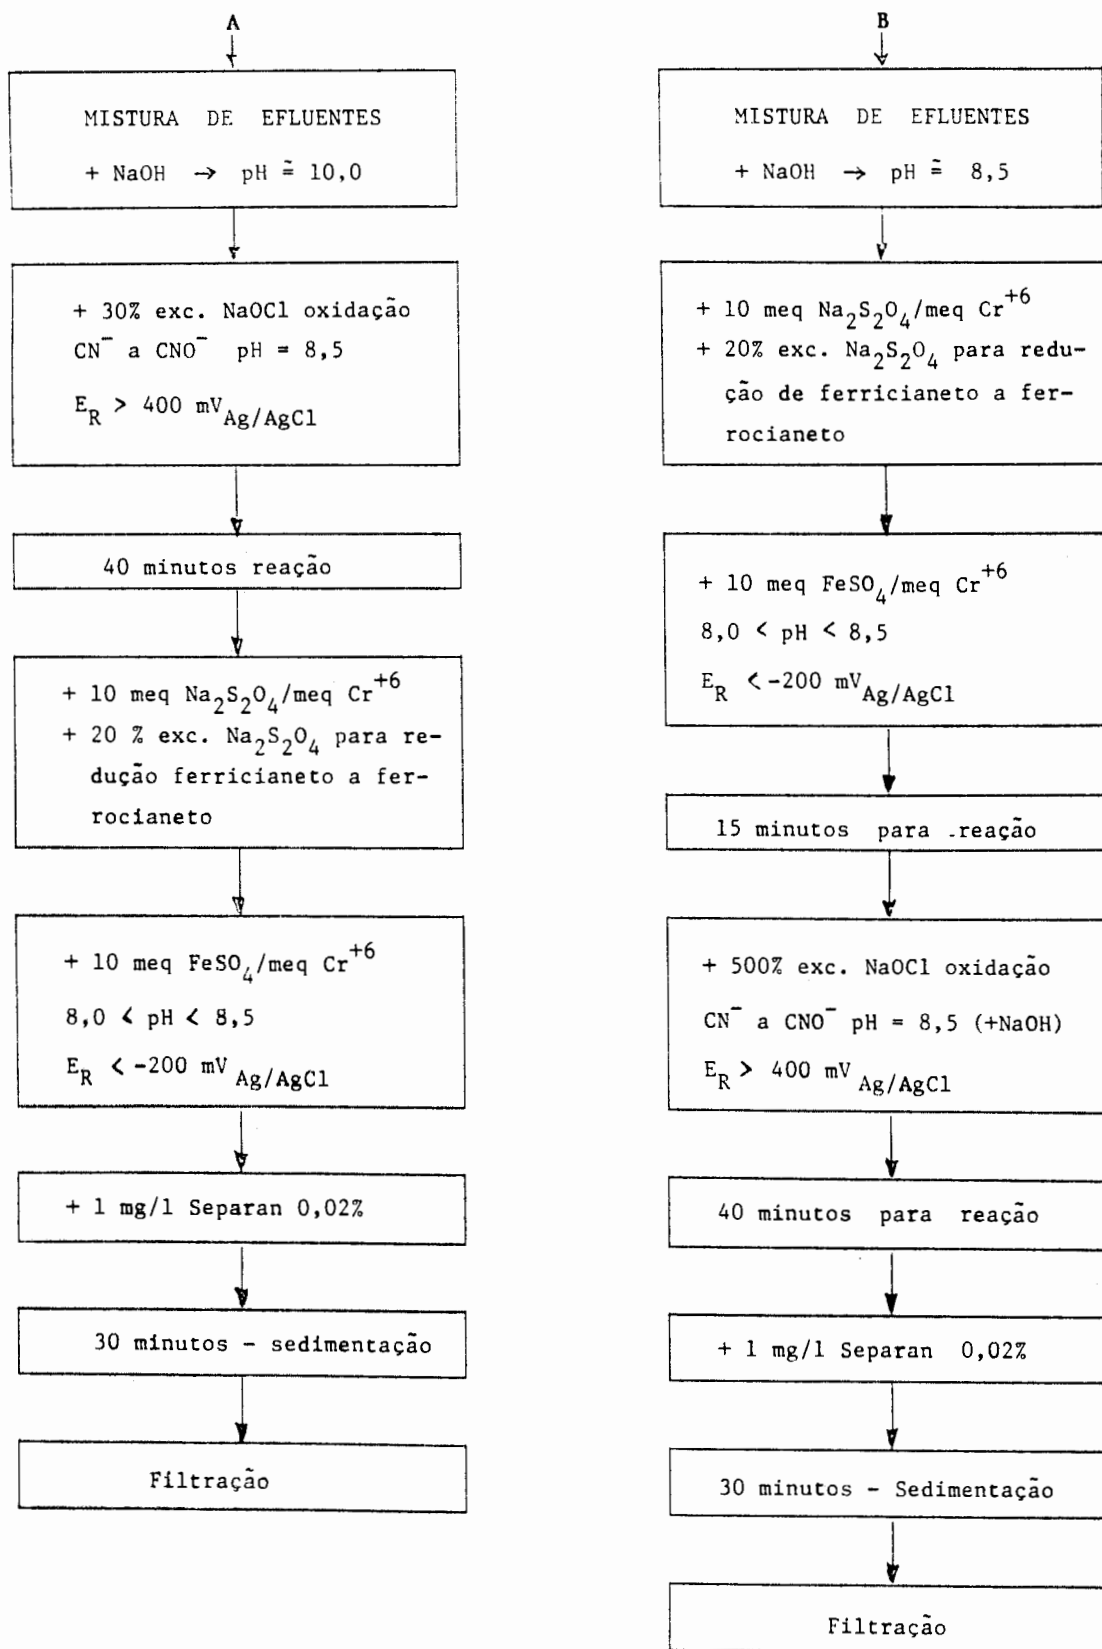 A
MISTURA DE EFLUENTES
+ NaOH → pH ≅ 10,0
+ 30% exc. NaOCl oxidação
CN⁻ a CNO⁻ pH = 8,5
E_R > 400 mV_Ag/AgCl
40 minutos reação
+ 10 meq Na₂S₂O₄/meq Cr⁺⁶
+ 20 % exc. Na₂S₂O₄ para re-
dução ferricianeto a fer-
rocianeto
+ 10 meq FeSO₄/meq Cr⁺⁶
8,0 < pH < 8,5
E_R < -200 mV_Ag/AgCl
+ 1 mg/l Separan 0,02%
30 minutos - sedimentação
Filtração
B
MISTURA DE EFLUENTES
+ NaOH → pH ≅ 8,5
+ 10 meq Na₂S₂O₄/meq Cr⁺⁶
+ 20% exc. Na₂S₂O₄ para redu-
ção de ferricianeto a fer-
rocianeto
+ 10 meq FeSO₄/meq Cr⁺⁶
8,0 < pH < 8,5
E_R < -200 mV_Ag/AgCl
15 minutos para reação
+ 500% exc. NaOCl oxidação
CN⁻ a CNO⁻ pH = 8,5 (+NaOH)
E_R > 400 mV_Ag/AgCl
40 minutos para reação
+ 1 mg/l Separan 0,02%
30 minutos - Sedimentação
Filtração